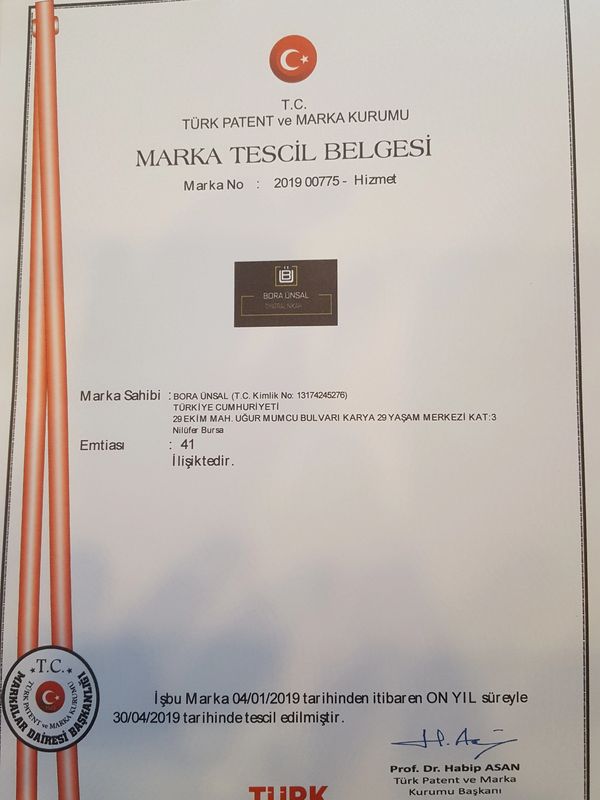 T.C.
TÜRK PATENT ve MARKA KURUMU
MARKA TESCİL BELGESİ
Marka No : 2019 00775 - Hizmet
BORA ÜNSAL
Marka Sahibi : BORA ÜNSAL (T.C. Kimlik No: 13174245276)
TÜRKİYE CUMHURİYETİ
29 EKİM MAH. UĞUR MUMCU BULVARI KARYA 29 YAŞAM MERKEZİ KAT:3
Nilüfer Bursa
Emtiası : 41
İlişiktedir.
T.C.
TÜRK PATENT ve MARKA KURUMU
MARKALAR DAİRESİ BAŞKANLIĞI
İşbu Marka 04/01/2019 tarihinden itibaren ON YIL süreyle
30/04/2019 tarihinde tescil edilmiştir.
Prof. Dr. Habip ASAN
Türk Patent ve Marka
Kurumu Başkanı
TÜRK